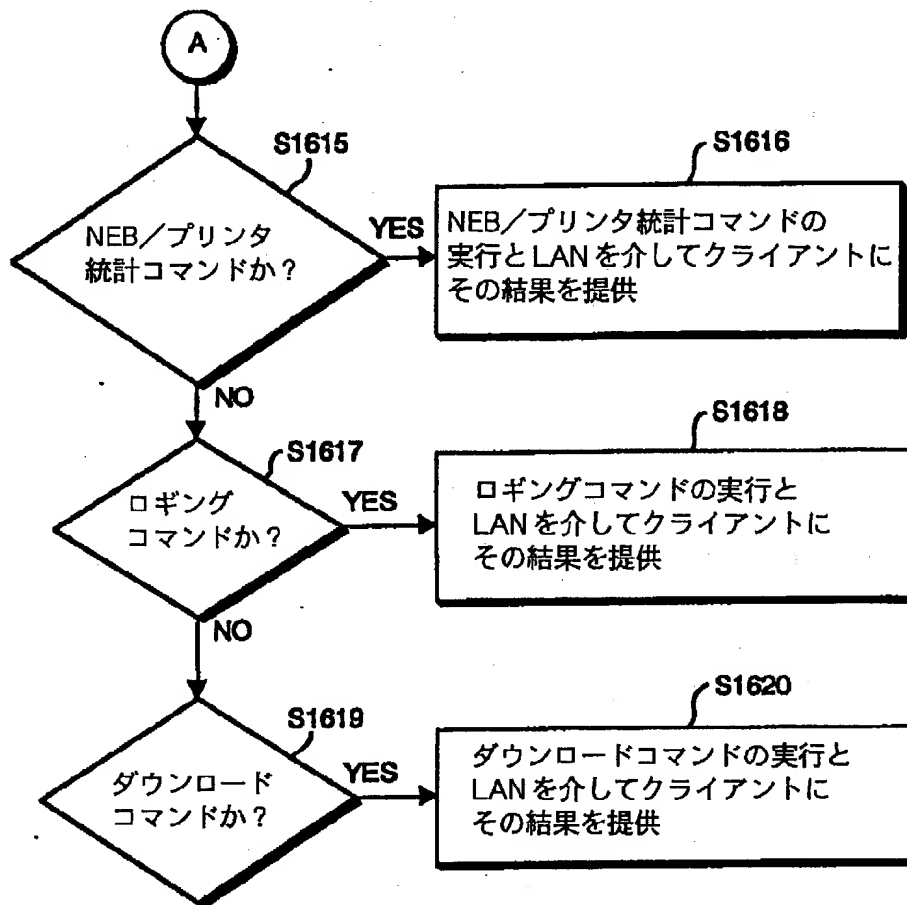 A
S1615
NEB／プリンタ
統計コマンドか？
YES
S1616
NEB／プリンタ統計コマンドの
実行とLANを介してクライアントに
その結果を提供
NO
S1617
ロギング
コマンドか？
YES
S1618
ロギングコマンドの実行と
LANを介してクライアントに
その結果を提供
NO
S1619
ダウンロード
コマンドか？
YES
S1620
ダウンロードコマンドの実行と
LANを介してクライアントに
その結果を提供